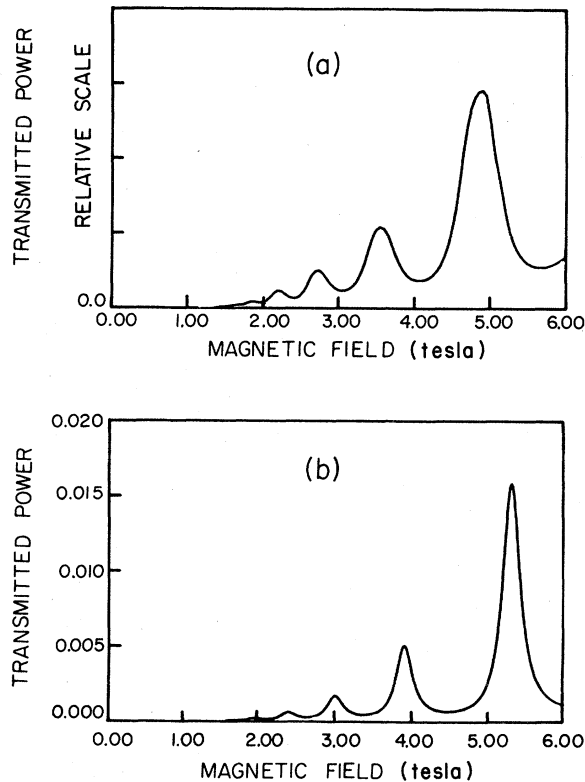 TRANSMITTED POWER
RELATIVE SCALE
(a)
0.0
0.00 1.00 2.00 3.00 4.00 5.00 6.00
MAGNETIC FIELD (tesla)
TRANSMITTED POWER
0.020
0.015
0.010
0.005
0.000
(b)
0.00 1.00 2.00 3.00 4.00 5.00 6.00
MAGNETIC FIELD (tesla)